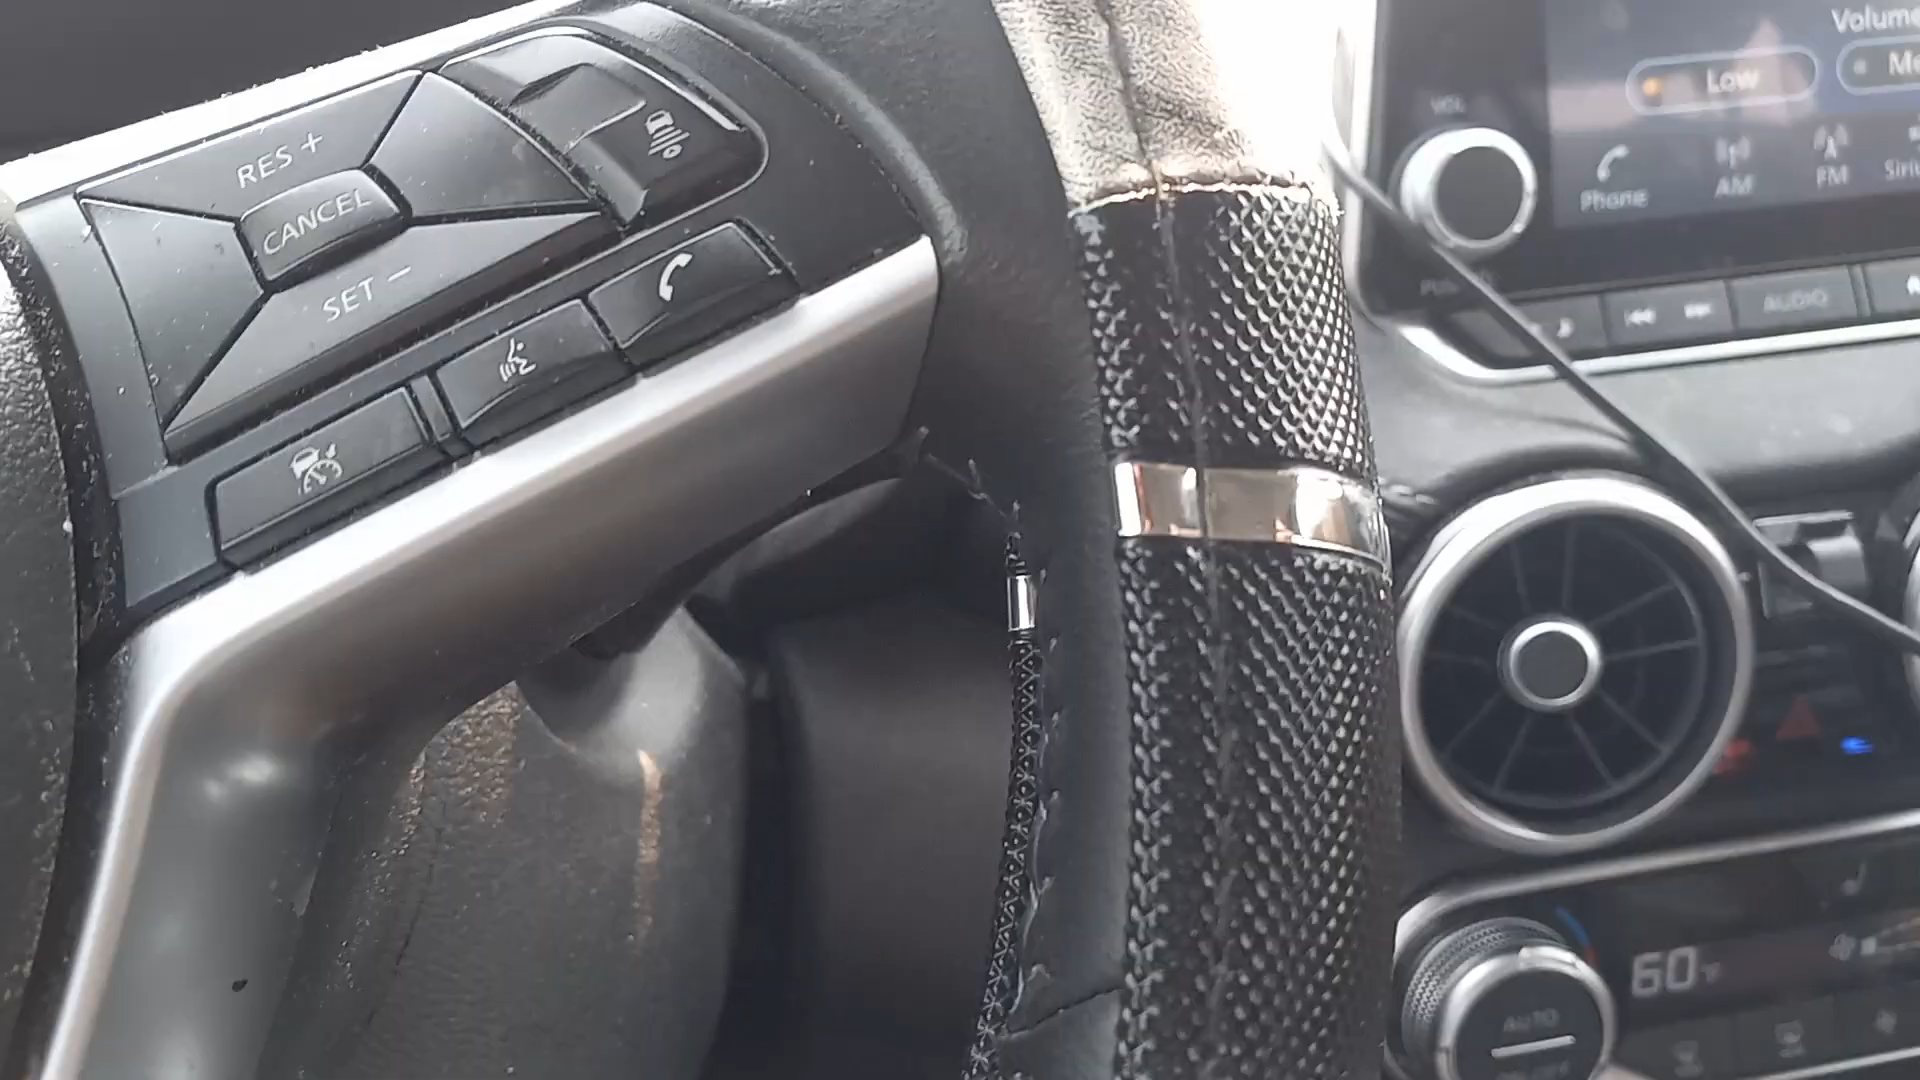 RES +
CANCEL
SET −
Volume
Low
VOL
Phone
AM
FM
AUDIO
60°F
AUTO